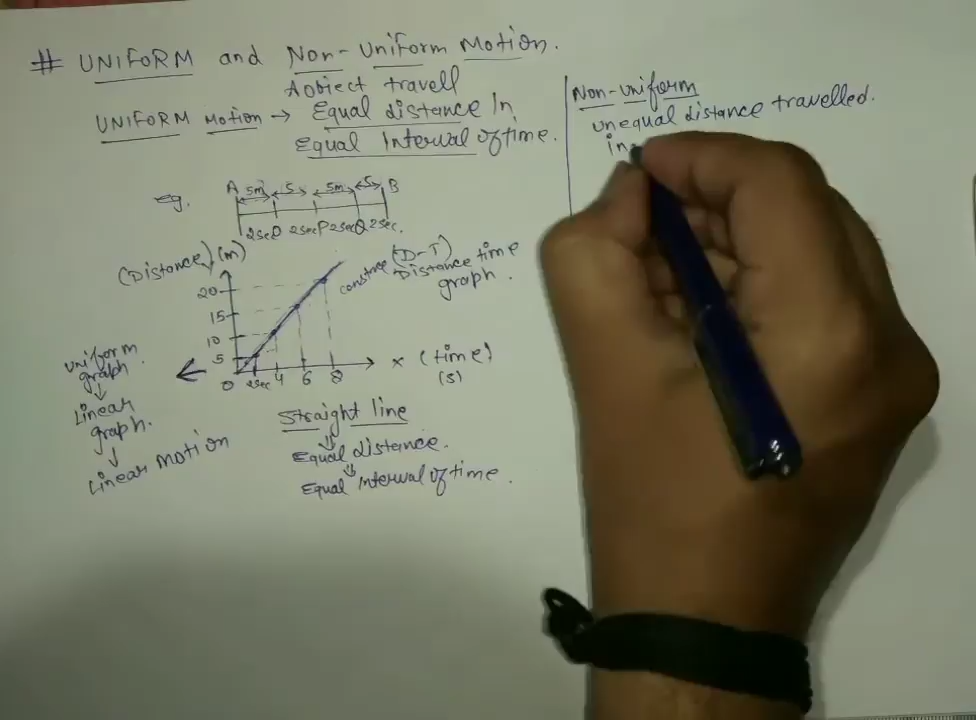 # UNIFORM and Non-Uniform Motion.
Aobject travell
UNIFORM MOTION → Equal distance In
Equal Interval of time.
eg. A 5m 5 5m 5 B
2sec O 2sec P 2sec Q 2sec.
(Distance) (m)
(D-T)
Distance time
graph.
20
15
10
5
0 2sec 4 6 8 x (time)
(s)
uniform
graph
↓
Linear
graph.
↓
Linear motion
Straight line
⇓
Equal distance.
⇓
Equal Interval of time.
Non-uniform
unequal distance travelled.
in